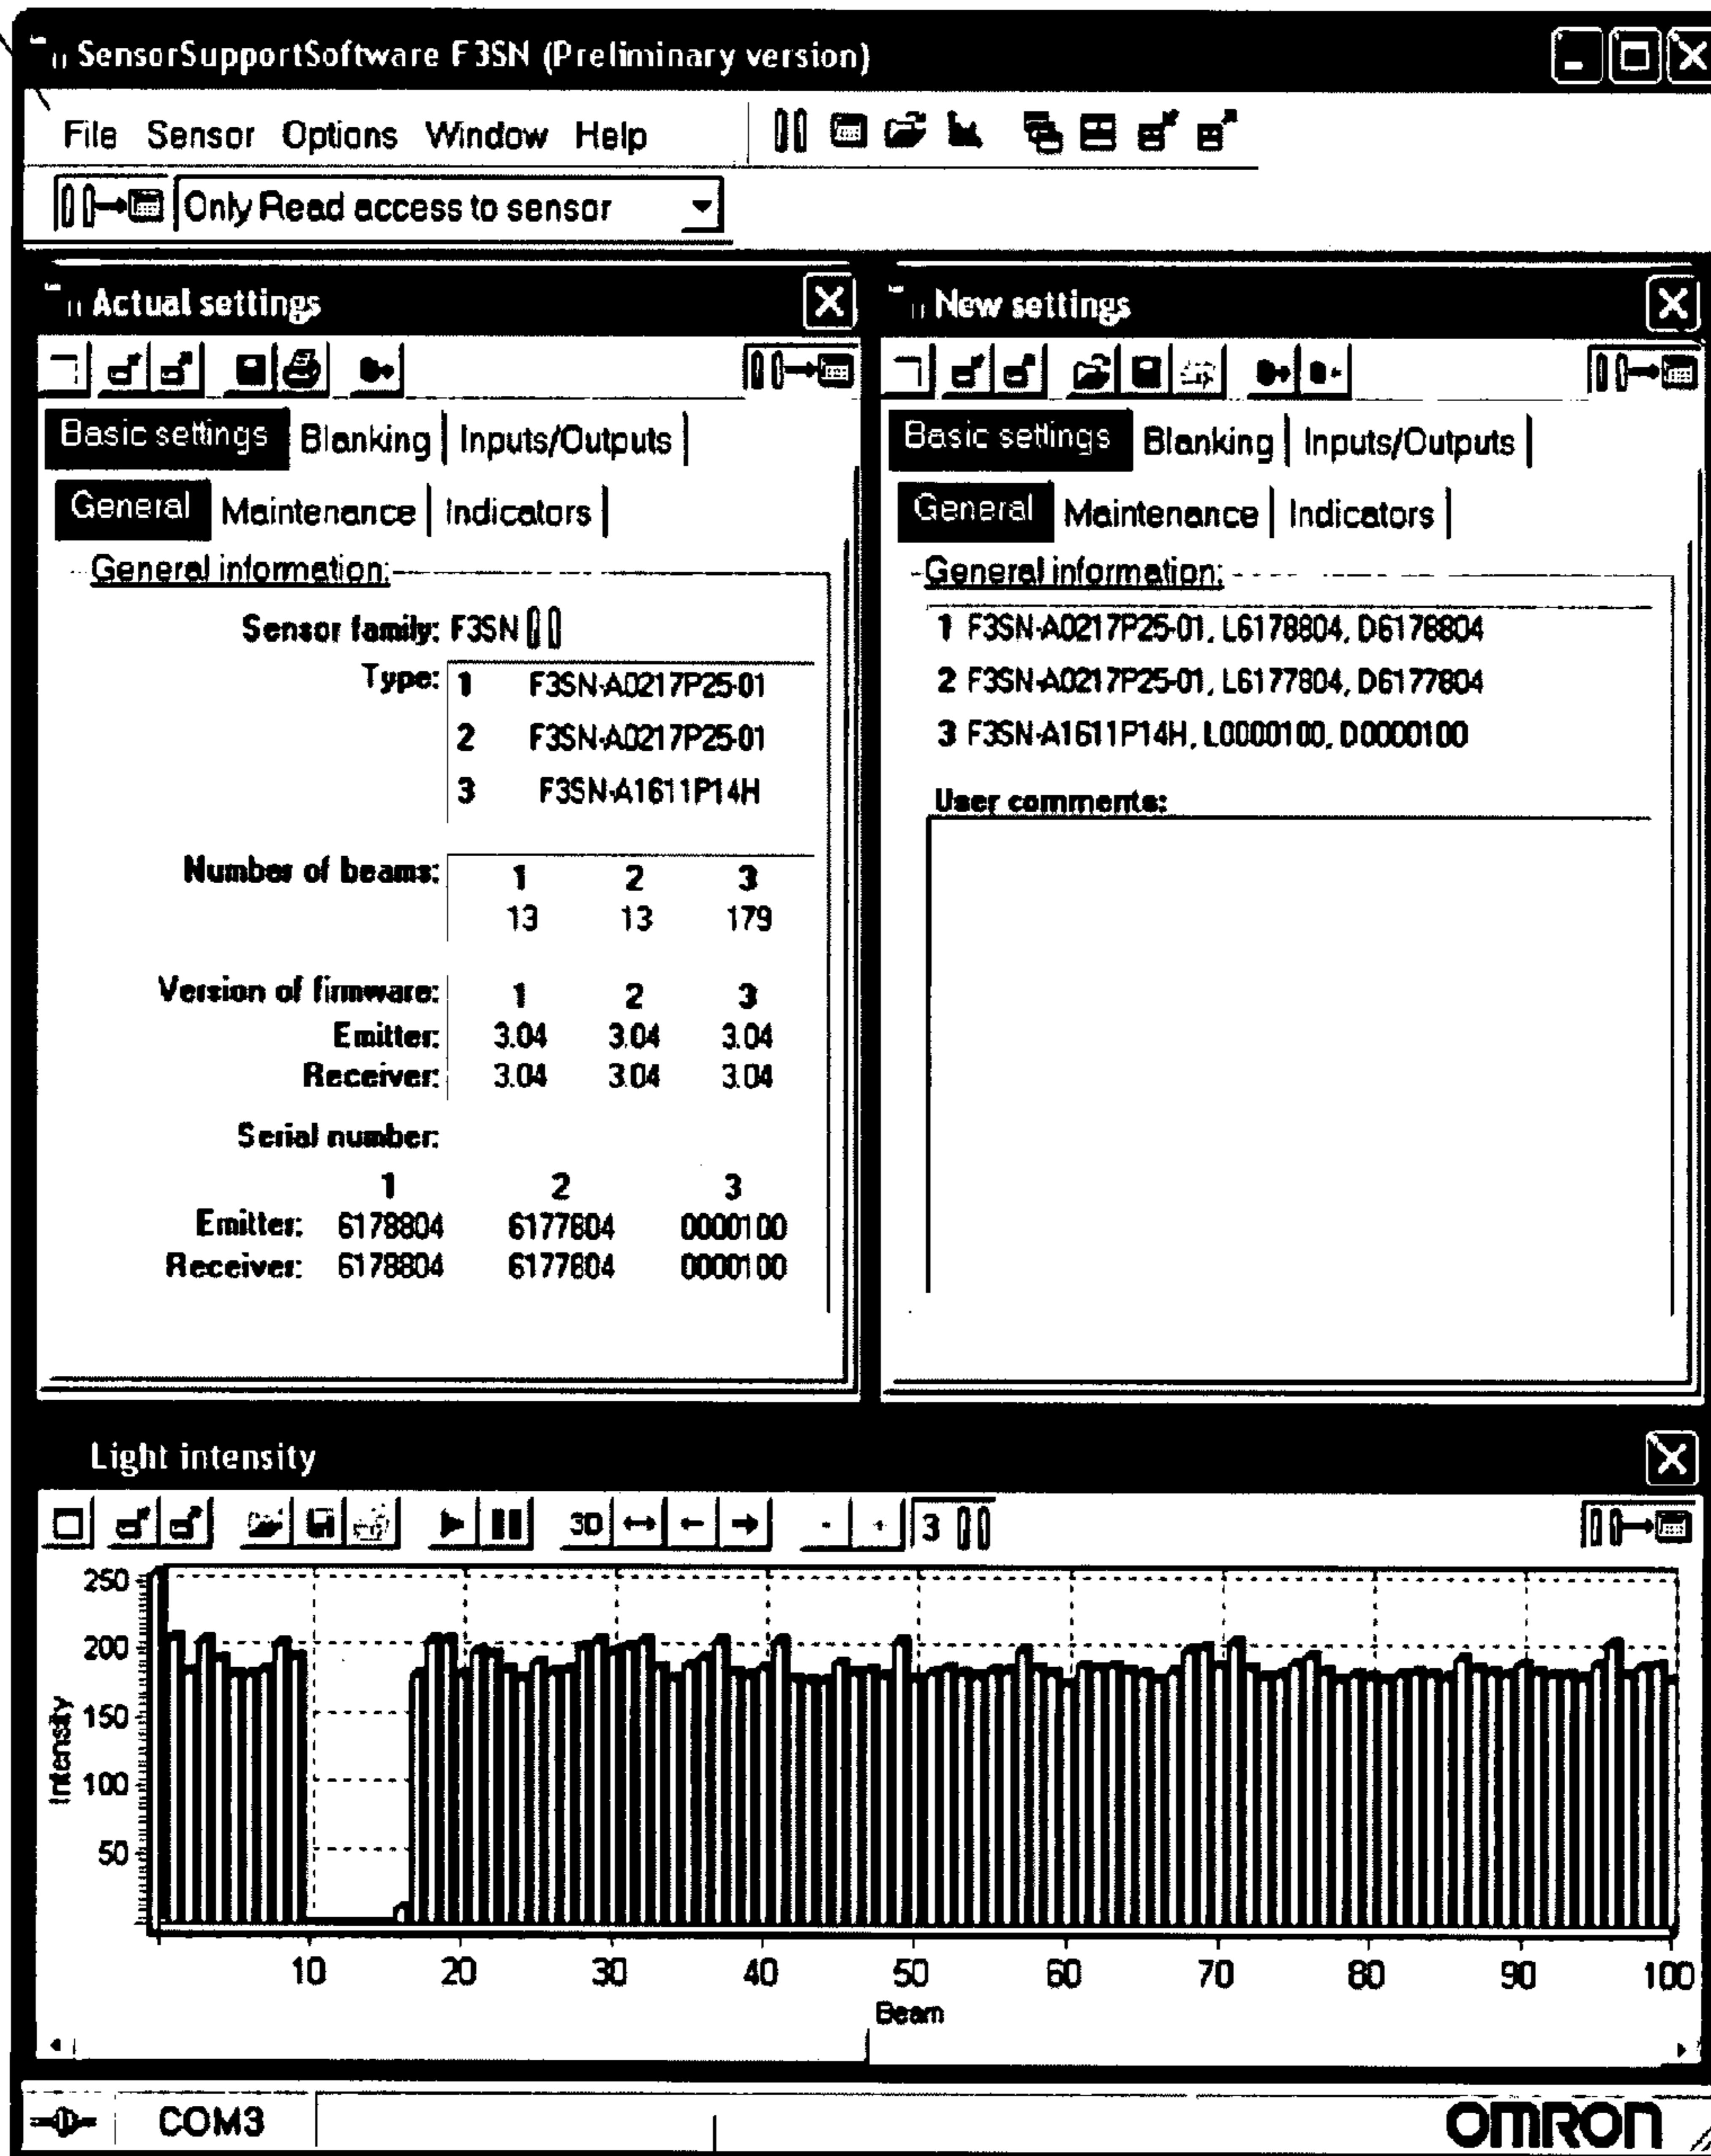 SensorSupportSoftware F3SN (Preliminary version)
File Sensor Options Window Help
Only Read access to sensor
Actual settings
Basic settings Blanking Inputs/Outputs
General Maintenance Indicators
General information:
Sensor family: F3SN
Type: 1 F3SN-A0217P25-01
2 F3SN-A0217P25-01
3 F3SN-A1611P14H
Number of beams: 1 2 3
13 13 179
Version of firmware: 1 2 3
Emitter: 3.04 3.04 3.04
Receiver: 3.04 3.04 3.04
Serial number:
1 2 3
Emitter: 6178804 6177804 0000100
Receiver: 6178804 6177804 0000100
New settings
Basic settings Blanking Inputs/Outputs
General Maintenance Indicators
General information:
1 F3SN-A0217P25-01, L6178804, D6178804
2 F3SN-A0217P25-01, L6177804, D6177804
3 F3SN-A1611P14H, L0000100, D0000100
User comments:
Light intensity
3D - + 3
250
200
150
100
50
Intensity
10 20 30 40 50 60 70 80 90 100
Beam
COM3
OMRON